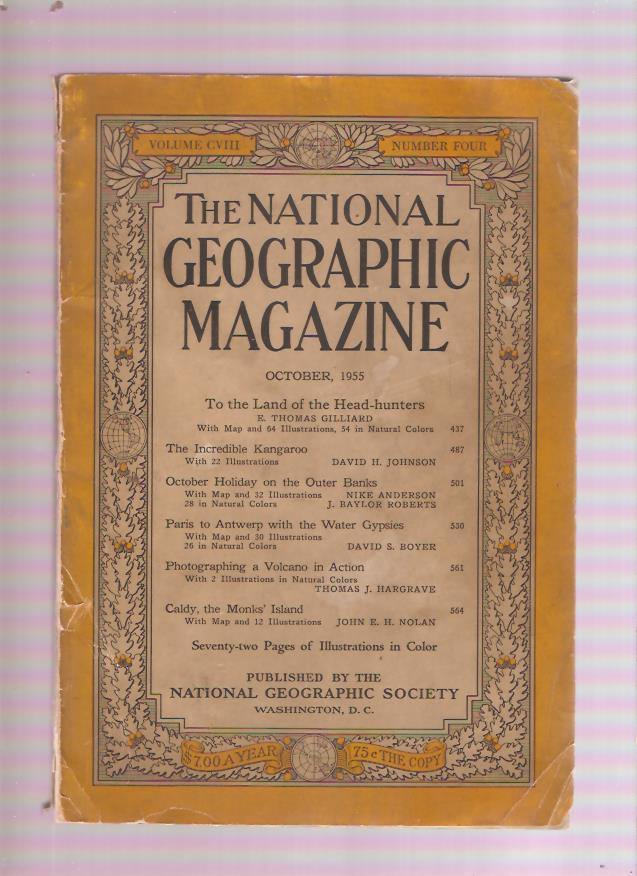 VOLUME CVIII
NUMBER FOUR
THE NATIONAL
GEOGRAPHIC
MAGAZINE
OCTOBER, 1955
To the Land of the Head-hunters
E. THOMAS GILLIARD
With Map and 64 Illustrations, 54 in Natural Colors 437
The Incredible Kangaroo 487
With 22 Illustrations DAVID H. JOHNSON
October Holiday on the Outer Banks 501
With Map and 32 Illustrations NIKE ANDERSON
28 in Natural Colors J. BAYLOR ROBERTS
Paris to Antwerp with the Water Gypsies 530
With Map and 30 Illustrations
26 in Natural Colors DAVID S. BOYER
Photographing a Volcano in Action 561
With 2 Illustrations in Natural Colors
THOMAS J. HARGRAVE
Caldy, the Monks' Island 564
With Map and 12 Illustrations JOHN E. H. NOLAN
Seventy-two Pages of Illustrations in Color
PUBLISHED BY THE
NATIONAL GEOGRAPHIC SOCIETY
WASHINGTON, D. C.
$7.00 A YEAR
75c THE COPY